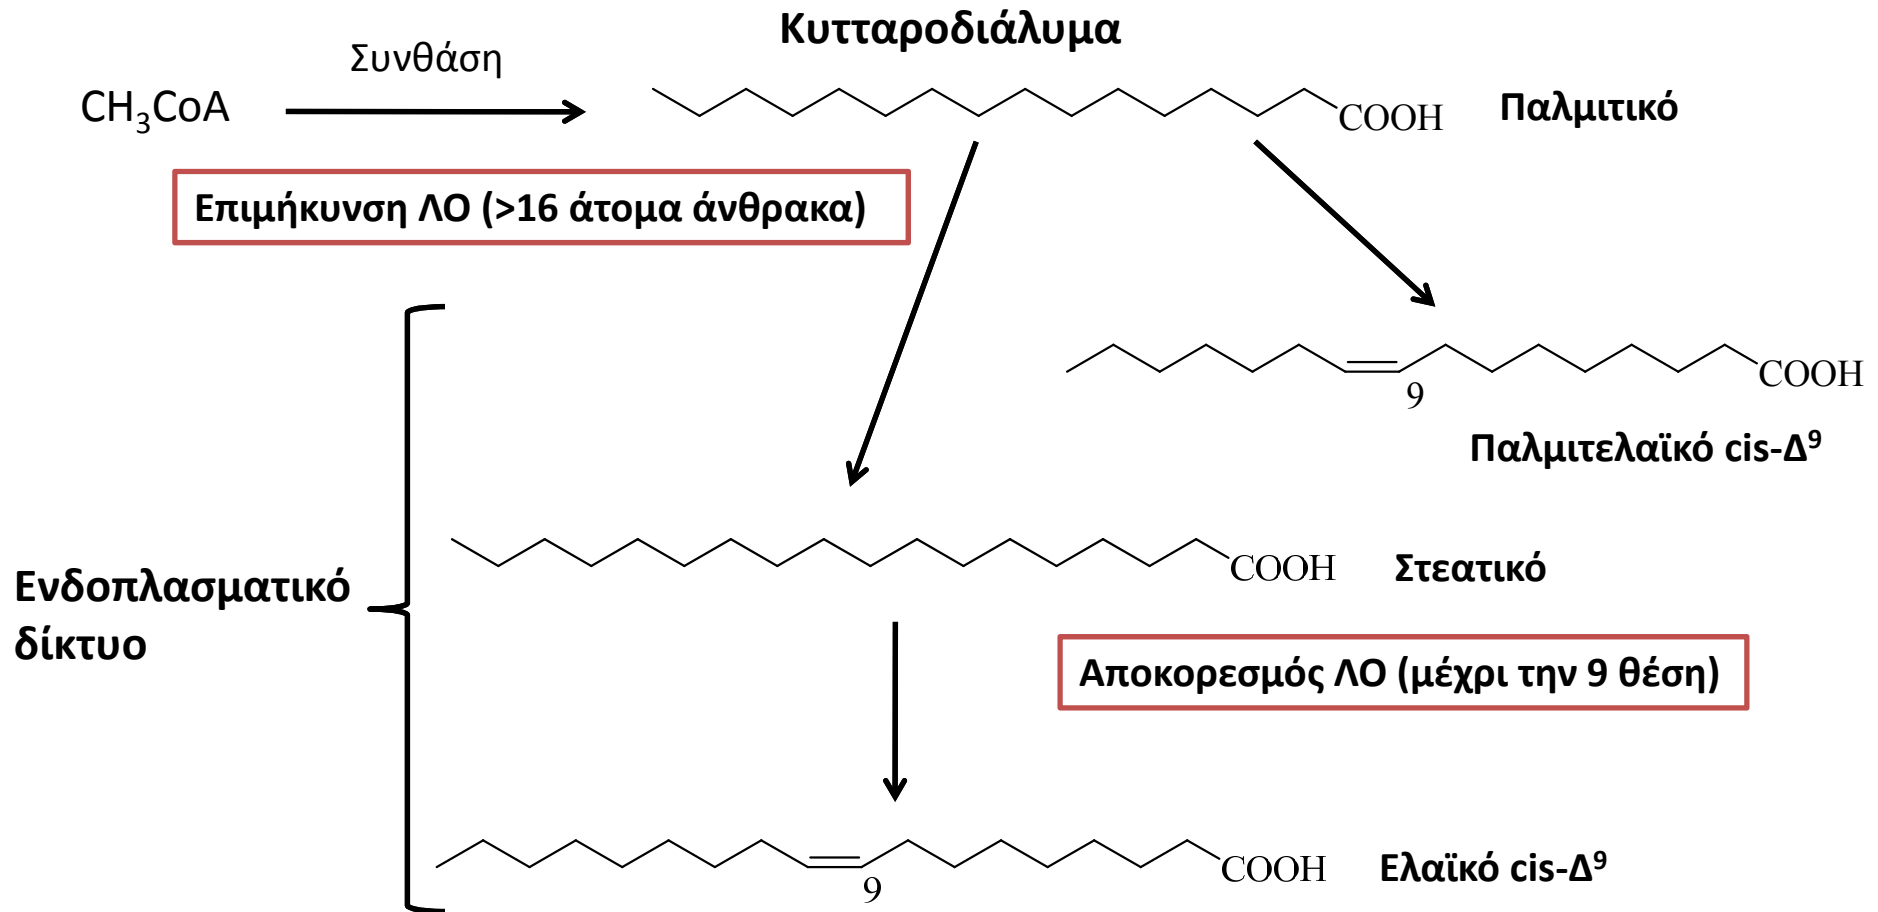 Κυτταροδιάλυμα
Συνθάση
CH₃CoA
COOH
Παλμιτικό
Επιμήκυνση ΛΟ (>16 άτομα άνθρακα)
COOH
9
Παλμιτελαϊκό cis-Δ⁹
COOH
Στεατικό
Ενδοπλασματικό
δίκτυο
Αποκορεσμός ΛΟ (μέχρι την 9 θέση)
COOH
9
Ελαϊκό cis-Δ⁹